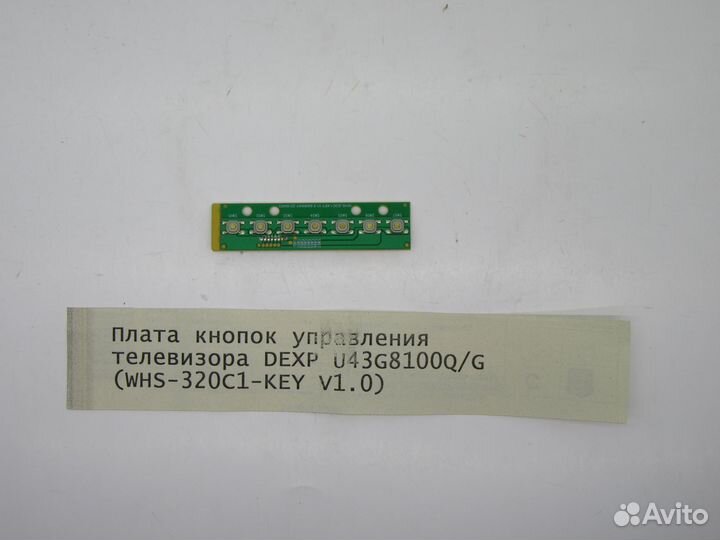 Плата кнопок управления
телевизора DEXP U43G8100Q/G
(WHS-320C1-KEY V1.0)
Avito